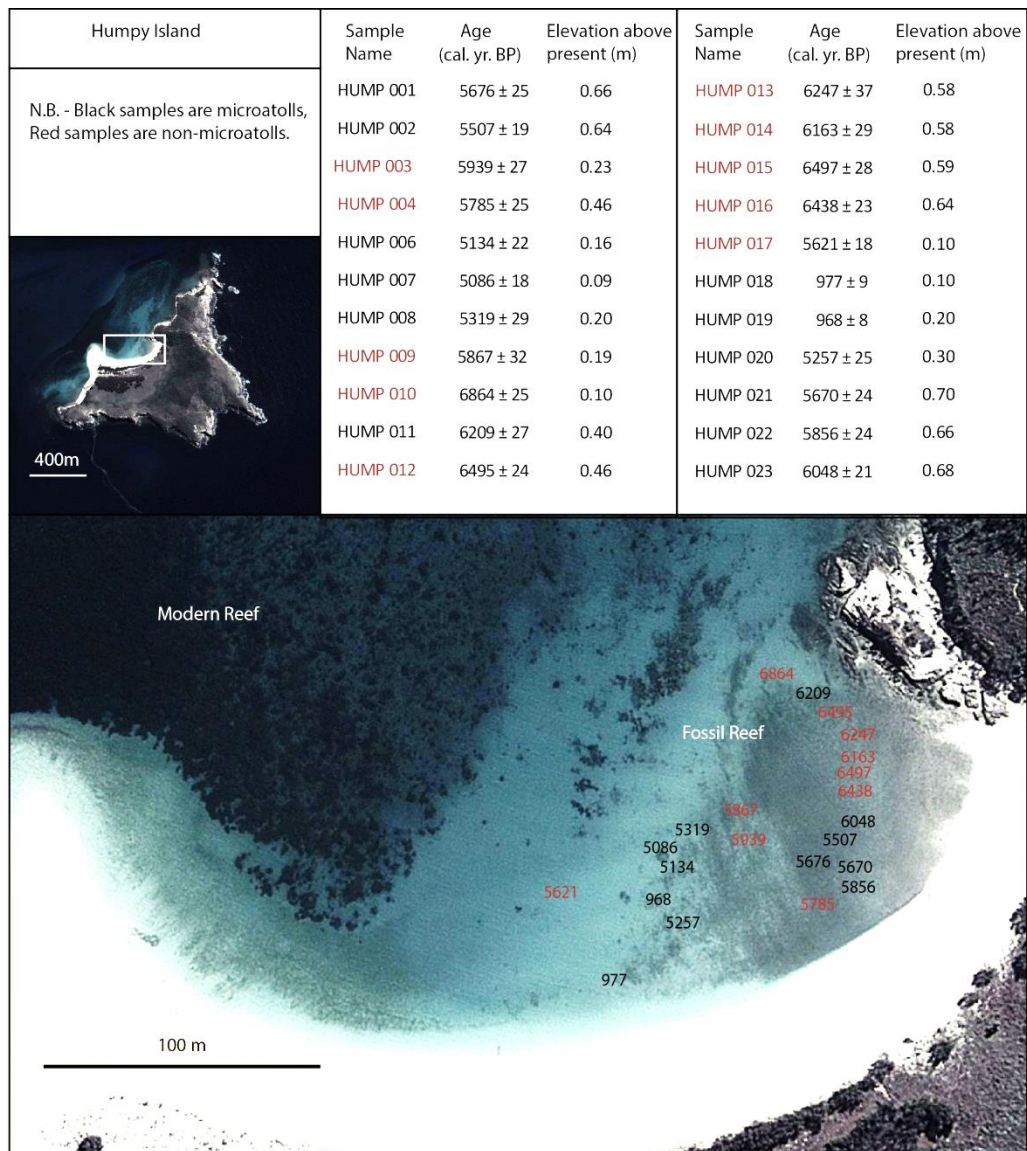 Humpy Island
N.B. - Black samples are microatolls,
Red samples are non-microatolls.
400m
Sample Name Age (cal. yr. BP) Elevation above present (m)
HUMP 001 5676 ± 25 0.66
HUMP 002 5507 ± 19 0.64
HUMP 003 5939 ± 27 0.23
HUMP 004 5785 ± 25 0.46
HUMP 006 5134 ± 22 0.16
HUMP 007 5086 ± 18 0.09
HUMP 008 5319 ± 29 0.20
HUMP 009 5867 ± 32 0.19
HUMP 010 6864 ± 25 0.10
HUMP 011 6209 ± 27 0.40
HUMP 012 6495 ± 24 0.46
Sample Name Age (cal. yr. BP) Elevation above present (m)
HUMP 013 6247 ± 37 0.58
HUMP 014 6163 ± 29 0.58
HUMP 015 6497 ± 28 0.59
HUMP 016 6438 ± 23 0.64
HUMP 017 5621 ± 18 0.10
HUMP 018 977 ± 9 0.10
HUMP 019 968 ± 8 0.20
HUMP 020 5257 ± 25 0.30
HUMP 021 5670 ± 24 0.70
HUMP 022 5856 ± 24 0.66
HUMP 023 6048 ± 21 0.68
Modern Reef
6864
6209
6495
Fossil Reef
6247
6163
6497
6438
5867
6048
5319
5939
5507
5086
5676
5670
5134
5856
5621
968
5785
5257
977
100 m